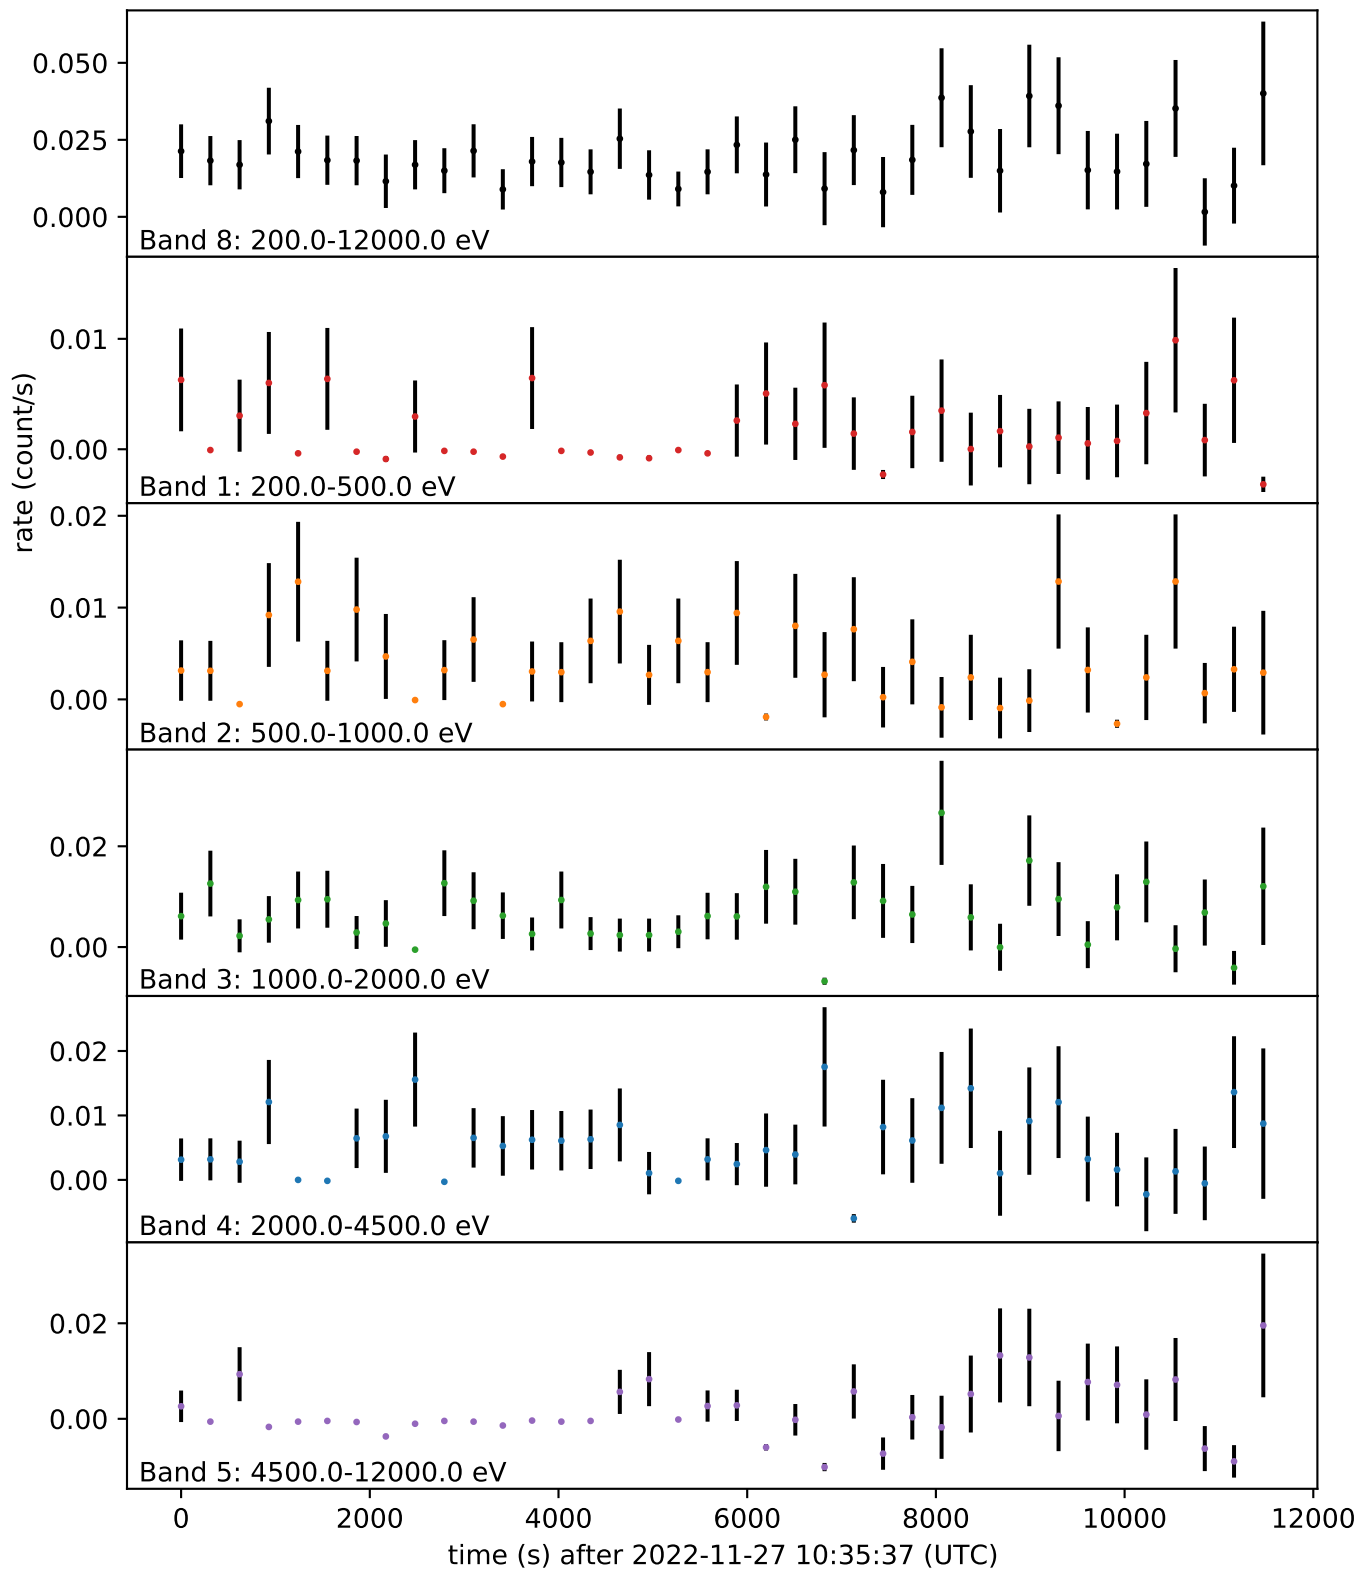 0.050
0.025
0.000
Band 8: 200.0-12000.0 eV
0.01
0.00
Band 1: 200.0-500.0 eV
rate (count/s)
0.02
0.01
0.00
Band 2: 500.0-1000.0 eV
0.02
0.00
Band 3: 1000.0-2000.0 eV
0.02
0.01
0.00
Band 4: 2000.0-4500.0 eV
0.02
0.00
Band 5: 4500.0-12000.0 eV
0 2000 4000 6000 8000 10000 12000
time (s) after 2022-11-27 10:35:37 (UTC)